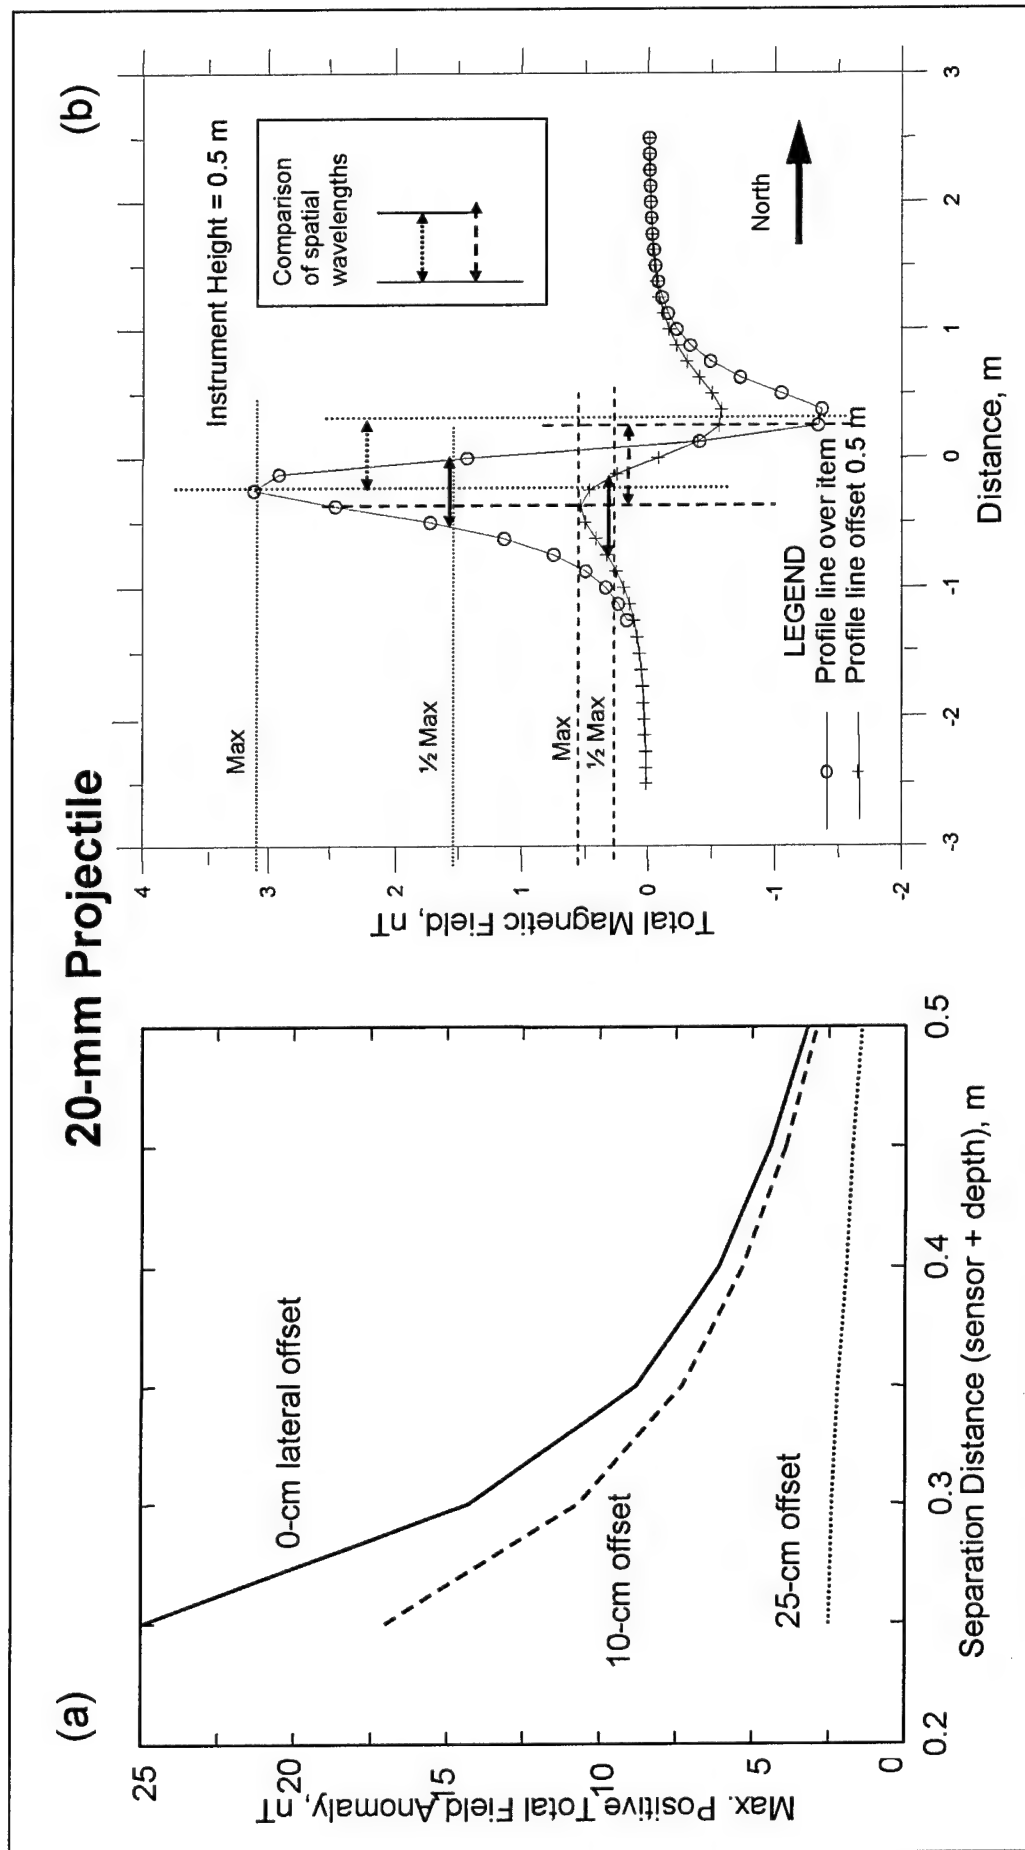 20-mm Projectile
(a)
25
20
15
10
5
0
Max. Positive Total Field Anomaly, nT
0-cm lateral offset
10-cm offset
25-cm offset
0.2
0.3
0.4
0.5
Separation Distance (sensor + depth), m
(b)
4
3
2
1
0
-1
-2
Total Magnetic Field, nT
Instrument Height = 0.5 m
Comparison
of spatial
wavelengths
Max
½ Max
Max
½ Max
North
LEGEND
Profile line over item
Profile line offset 0.5 m
-3
-2
-1
0
1
2
3
Distance, m